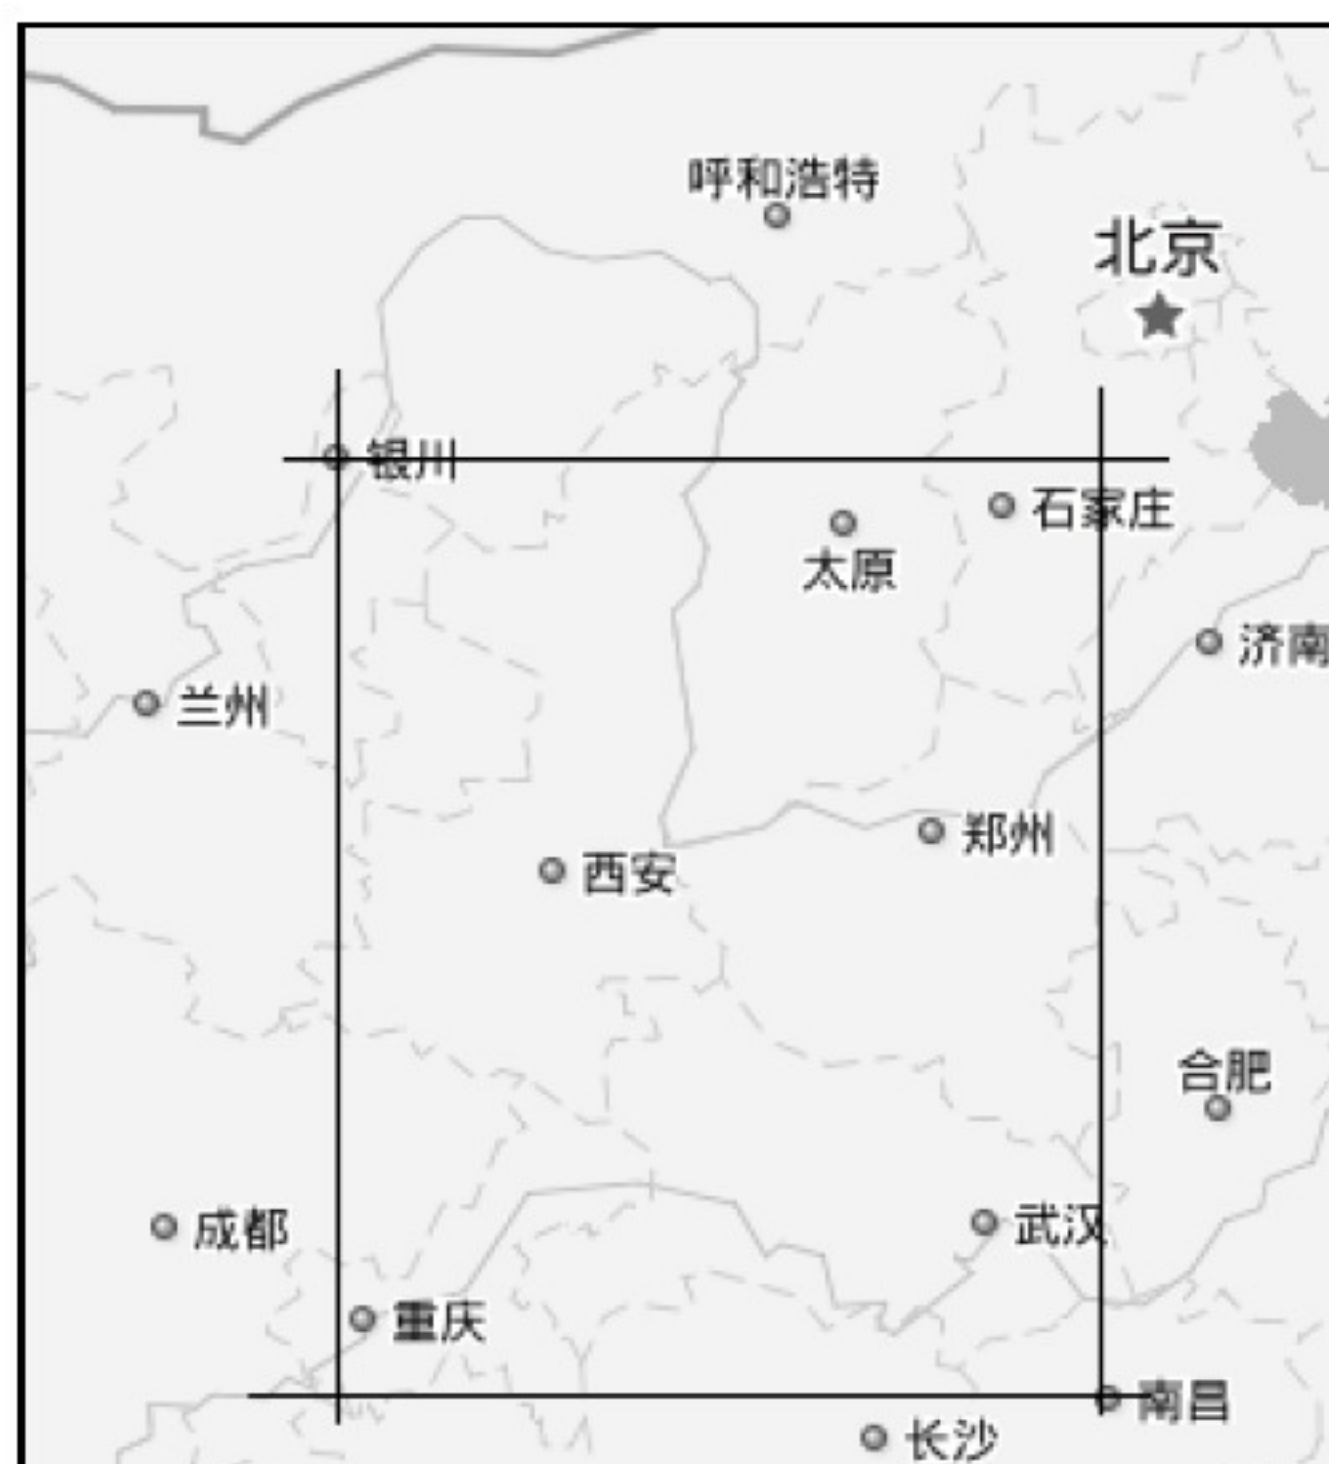 呼和浩特
北京
银川
石家庄
太原
济南
兰州
郑州
西安
合肥
成都
武汉
重庆
南昌
长沙